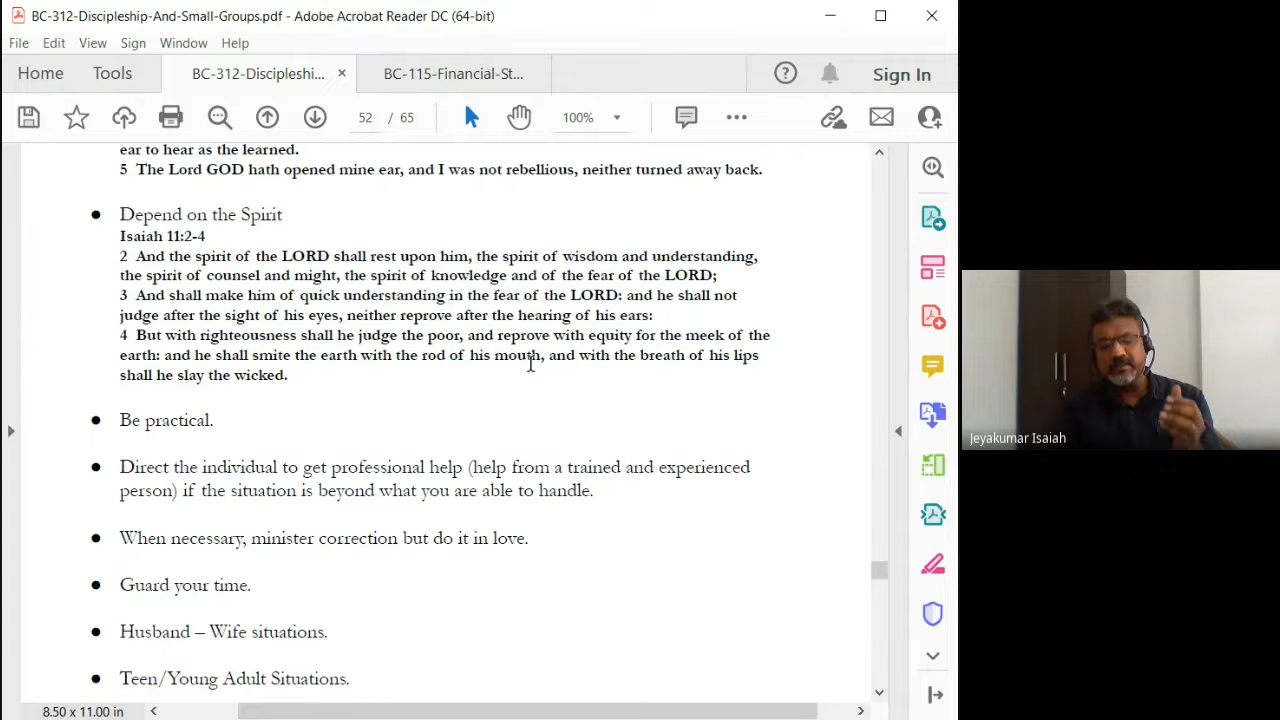 BC-312-Discipleship-And-Small-Groups.pdf - Adobe Acrobat Reader DC (64-bit)
File Edit View Sign Window Help
Home Tools BC-312-Discipleshi... × BC-115-Financial-St... Sign In
52 / 65 100%
ear to hear as the learned.
5 The Lord GOD hath opened mine ear, and I was not rebellious, neither turned away back.
● Depend on the Spirit
Isaiah 11:2-4
2 And the spirit of the LORD shall rest upon him, the spirit of wisdom and understanding,
the spirit of counsel and might, the spirit of knowledge and of the fear of the LORD;
3 And shall make him of quick understanding in the fear of the LORD: and he shall not
judge after the sight of his eyes, neither reprove after the hearing of his ears:
4 But with righteousness shall he judge the poor, and reprove with equity for the meek of the
earth: and he shall smite the earth with the rod of his mouth, and with the breath of his lips
shall he slay the wicked.
● Be practical.
● Direct the individual to get professional help (help from a trained and experienced
person) if the situation is beyond what you are able to handle.
● When necessary, minister correction but do it in love.
● Guard your time.
● Husband – Wife situations.
● Teen/Young Adult Situations.
8.50 x 11.00 in
Jeyakumar Isaiah